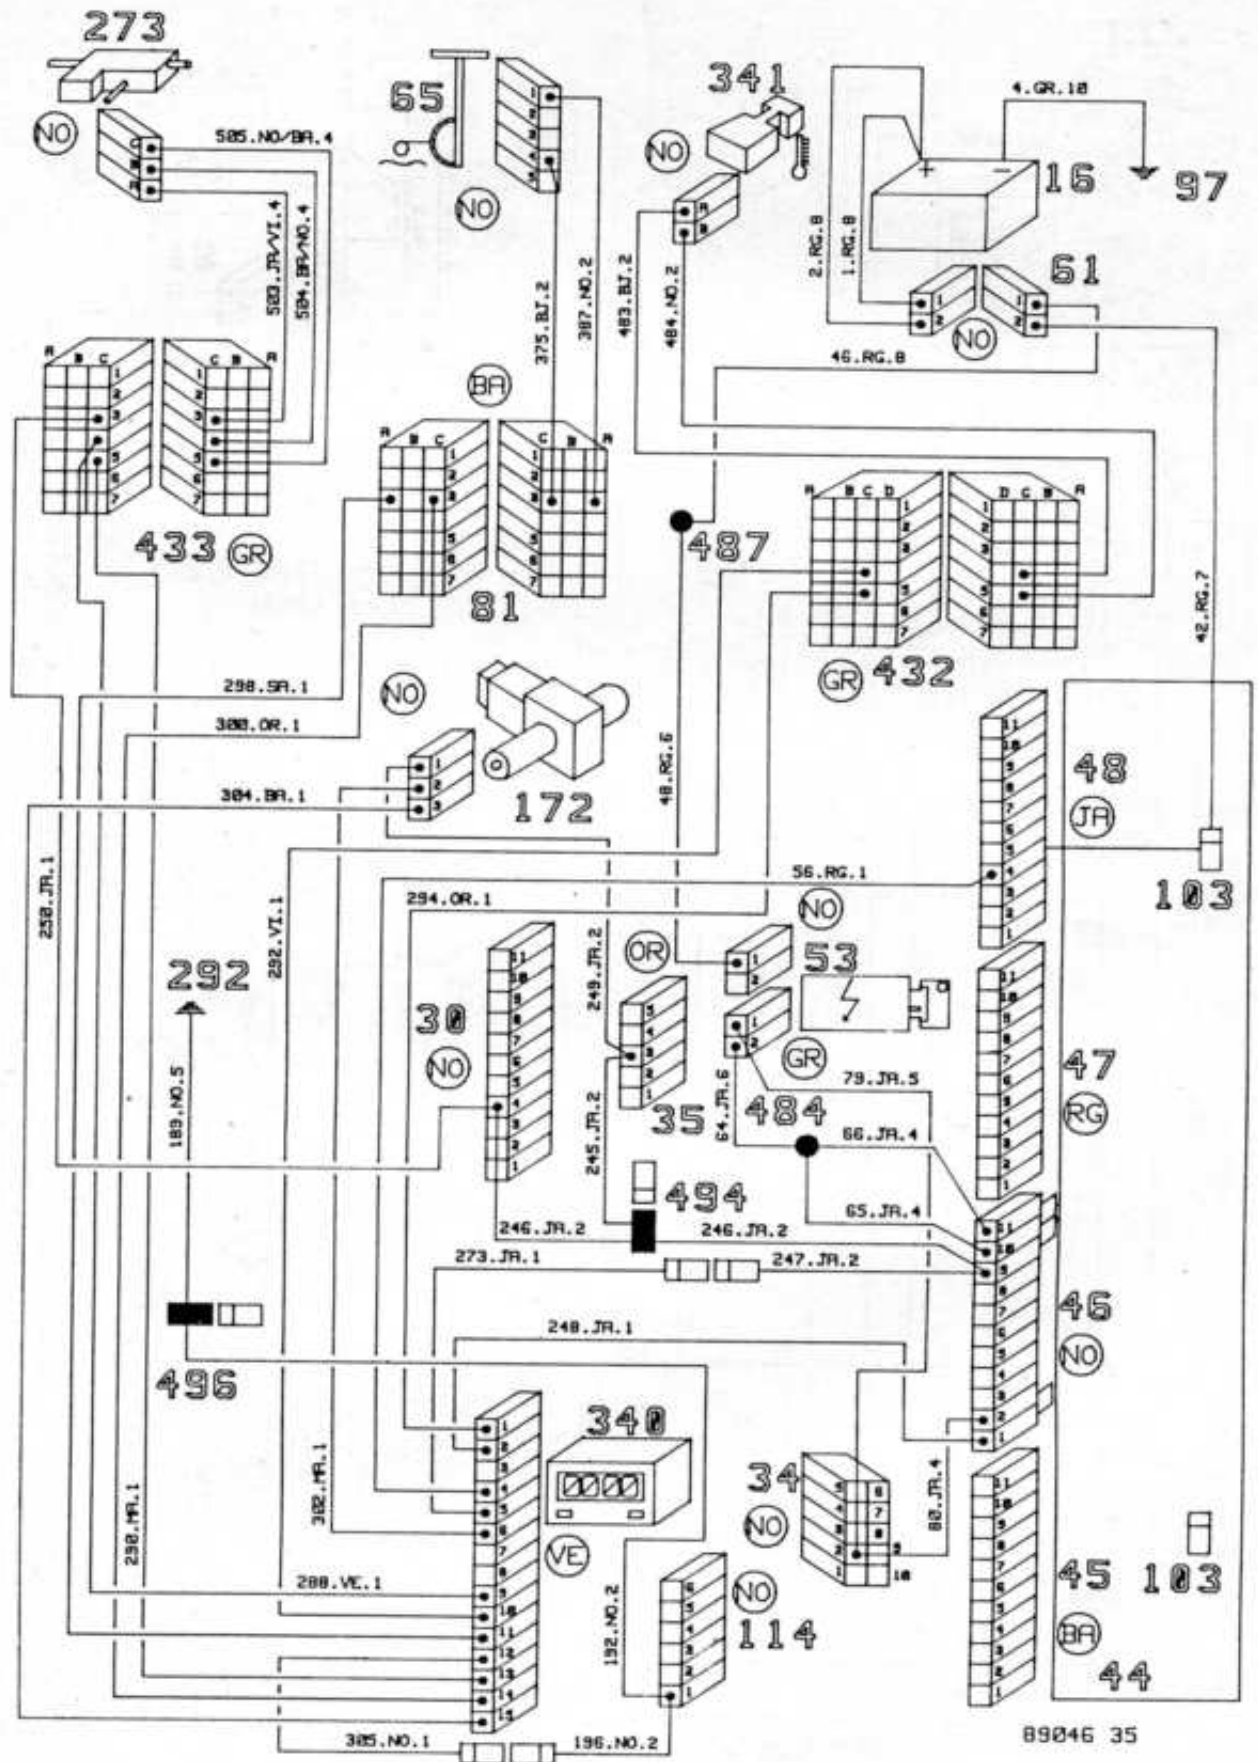 273
65
341
4.GR.10
NO
505.NO/BA.4
NO
16
97
NO
503.JA/VI.4
504.BA/NO.4
375.BJ.2
387.NO.2
483.BJ.2
484.NO.2
2.RG.8
1.RG.8
61
NO
46.RG.8
BA
433
GR
81
487
GR
432
42.RG.7
298.SA.1
NO
300.OR.1
48.RG.6
48
JA
304.BA.1
172
56.RG.1
294.OR.1
NO
103
250.JA.1
292.VI.1
292
30
NO
249.JA.2
OR
53
GR
47
RG
79.JA.5
35
484
64.JA.6
66.JA.4
189.NO.5
245.JA.2
494
65.JA.4
246.JA.2
246.JA.2
273.JA.1
247.JA.2
46
NO
248.JA.1
496
340
302.MA.1
34
NO
80.JA.4
290.MA.1
VE
288.VE.1
192.NO.2
NO
114
45
103
BA
44
305.NO.1
196.NO.2
89046 35